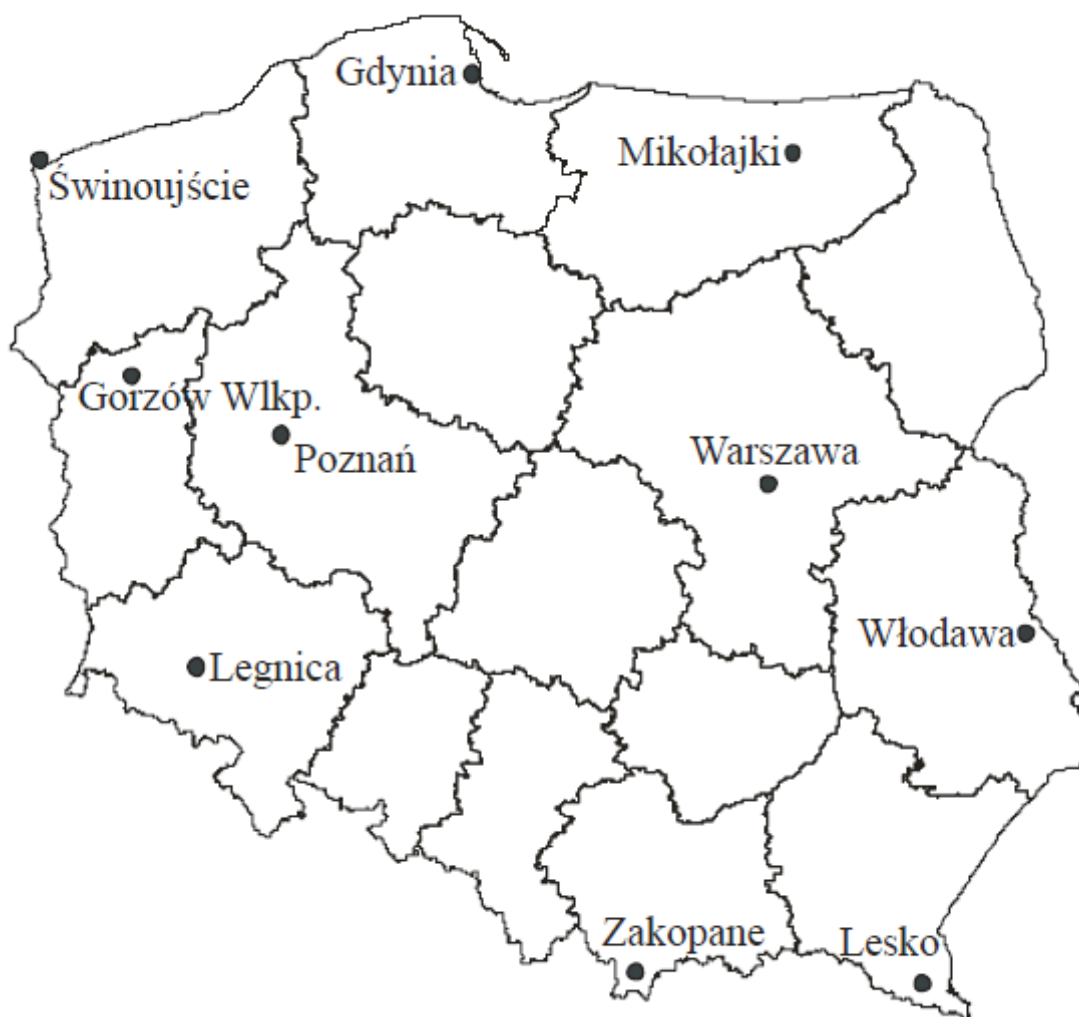 Gdynia
Mikołajki
Świnoujście
Gorzów Wlkp.
Poznań
Warszawa
Włodawa
Legnica
Zakopane
Lesko